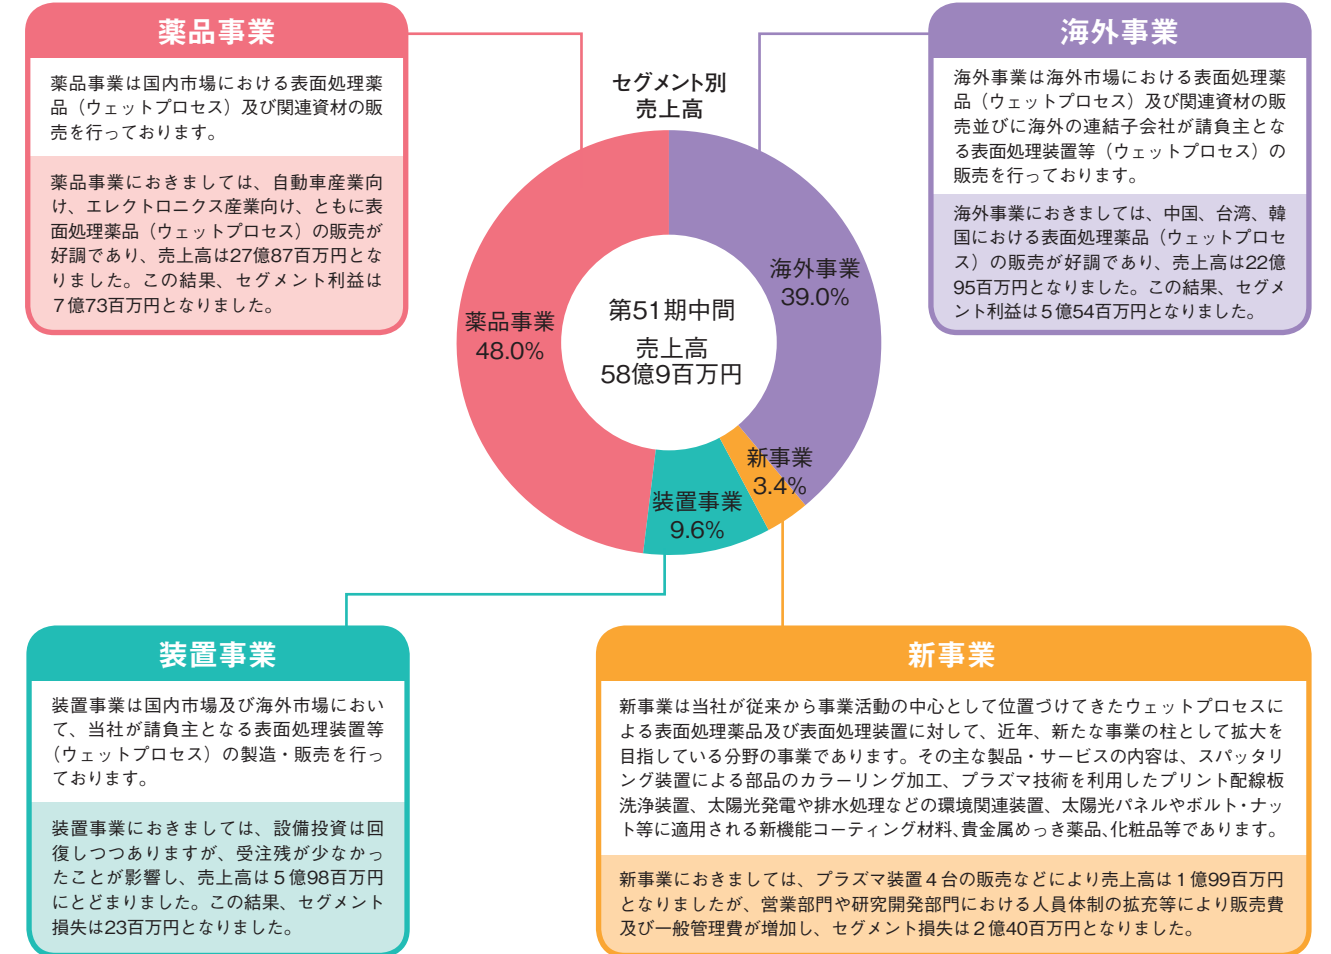 薬品事業
薬品事業は国内市場における表面処理薬
品（ウェットプロセス）及び関連資材の販
売を行っております。
薬品事業におきましては、自動車産業向
け、エレクトロニクス産業向け、ともに表
面処理薬品（ウェットプロセス）の販売が
好調であり、売上高は27億87百万円とな
りました。この結果、セグメント利益は
７億73百万円となりました。
海外事業
海外事業は海外市場における表面処理薬
品（ウェットプロセス）及び関連資材の販
売並びに海外の連結子会社が請負主とな
る表面処理装置等（ウェットプロセス）の
販売を行っております。
海外事業におきましては、中国、台湾、韓
国における表面処理薬品（ウェットプロセ
ス）の販売が好調であり、売上高は22億
95百万円となりました。この結果、セグメ
ント利益は５億54百万円となりました。
セグメント別
売上高
海外事業
39.0%
薬品事業
48.0%
第51期中間
売上高
58億9百万円
新事業
3.4%
装置事業
9.6%
装置事業
装置事業は国内市場及び海外市場におい
て、当社が請負主となる表面処理装置等
（ウェットプロセス）の製造・販売を行っ
ております。
装置事業におきましては、設備投資は回
復しつつありますが、受注残が少なかっ
たことが影響し、売上高は５億98百万円
にとどまりました。この結果、セグメント
損失は23百万円となりました。
新事業
新事業は当社が従来から事業活動の中心として位置づけてきたウェットプロセスに
よる表面処理薬品及び表面処理装置に対して、近年、新たな事業の柱として拡大を
目指している分野の事業であります。その主な製品・サービスの内容は、スパッタリ
ング装置による部品のカラーリング加工、プラズマ技術を利用したプリント配線板
洗浄装置、太陽光発電や排水処理などの環境関連装置、太陽光パネルやボルト・ナッ
ト等に適用される新機能コーティング材料、貴金属めっき薬品、化粧品等であります。
新事業におきましては、プラズマ装置４台の販売などにより売上高は１億99百万円
となりましたが、営業部門や研究開発部門における人員体制の拡充等により販売費
及び一般管理費が増加し、セグメント損失は２億40百万円となりました。